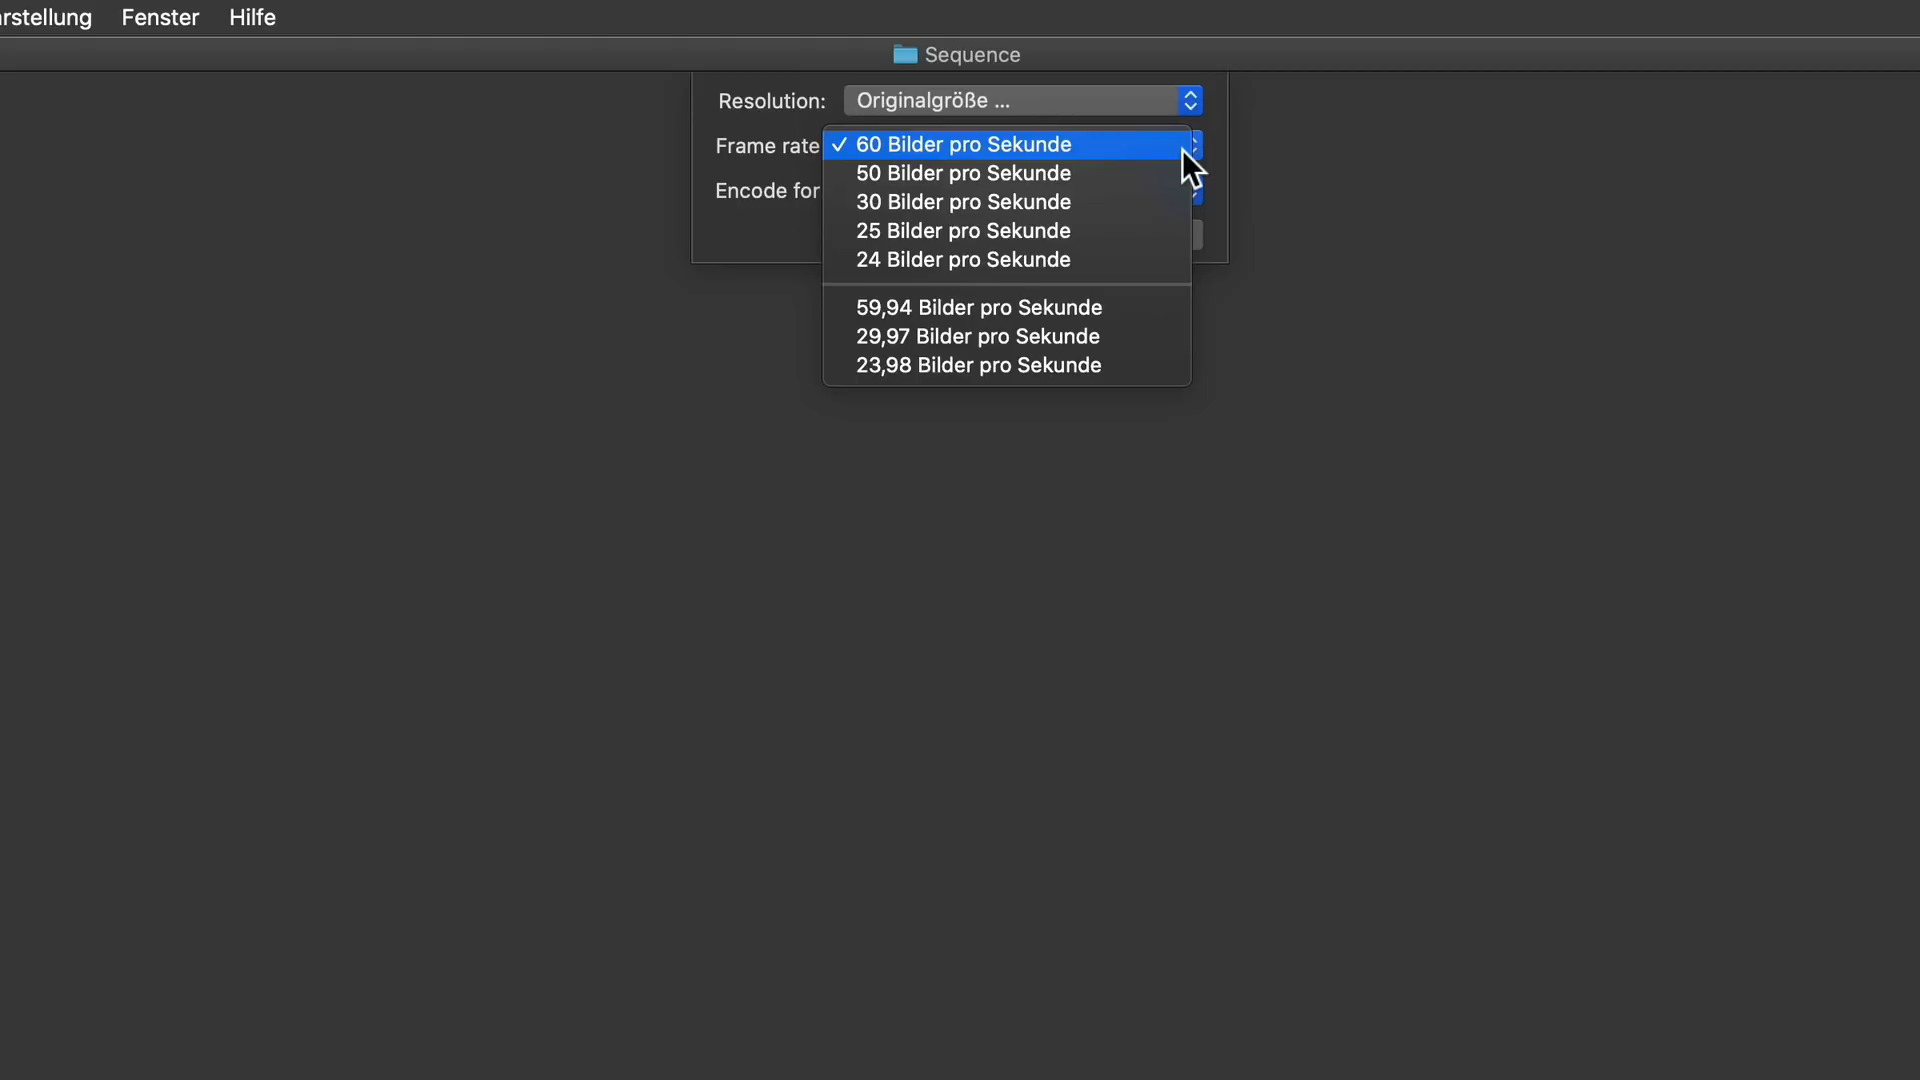 rstellung Fenster Hilfe
Sequence
Resolution: Originalgröße ...
Frame rate ✓ 60 Bilder pro Sekunde
50 Bilder pro Sekunde
Encode for
30 Bilder pro Sekunde
25 Bilder pro Sekunde
24 Bilder pro Sekunde
59,94 Bilder pro Sekunde
29,97 Bilder pro Sekunde
23,98 Bilder pro Sekunde